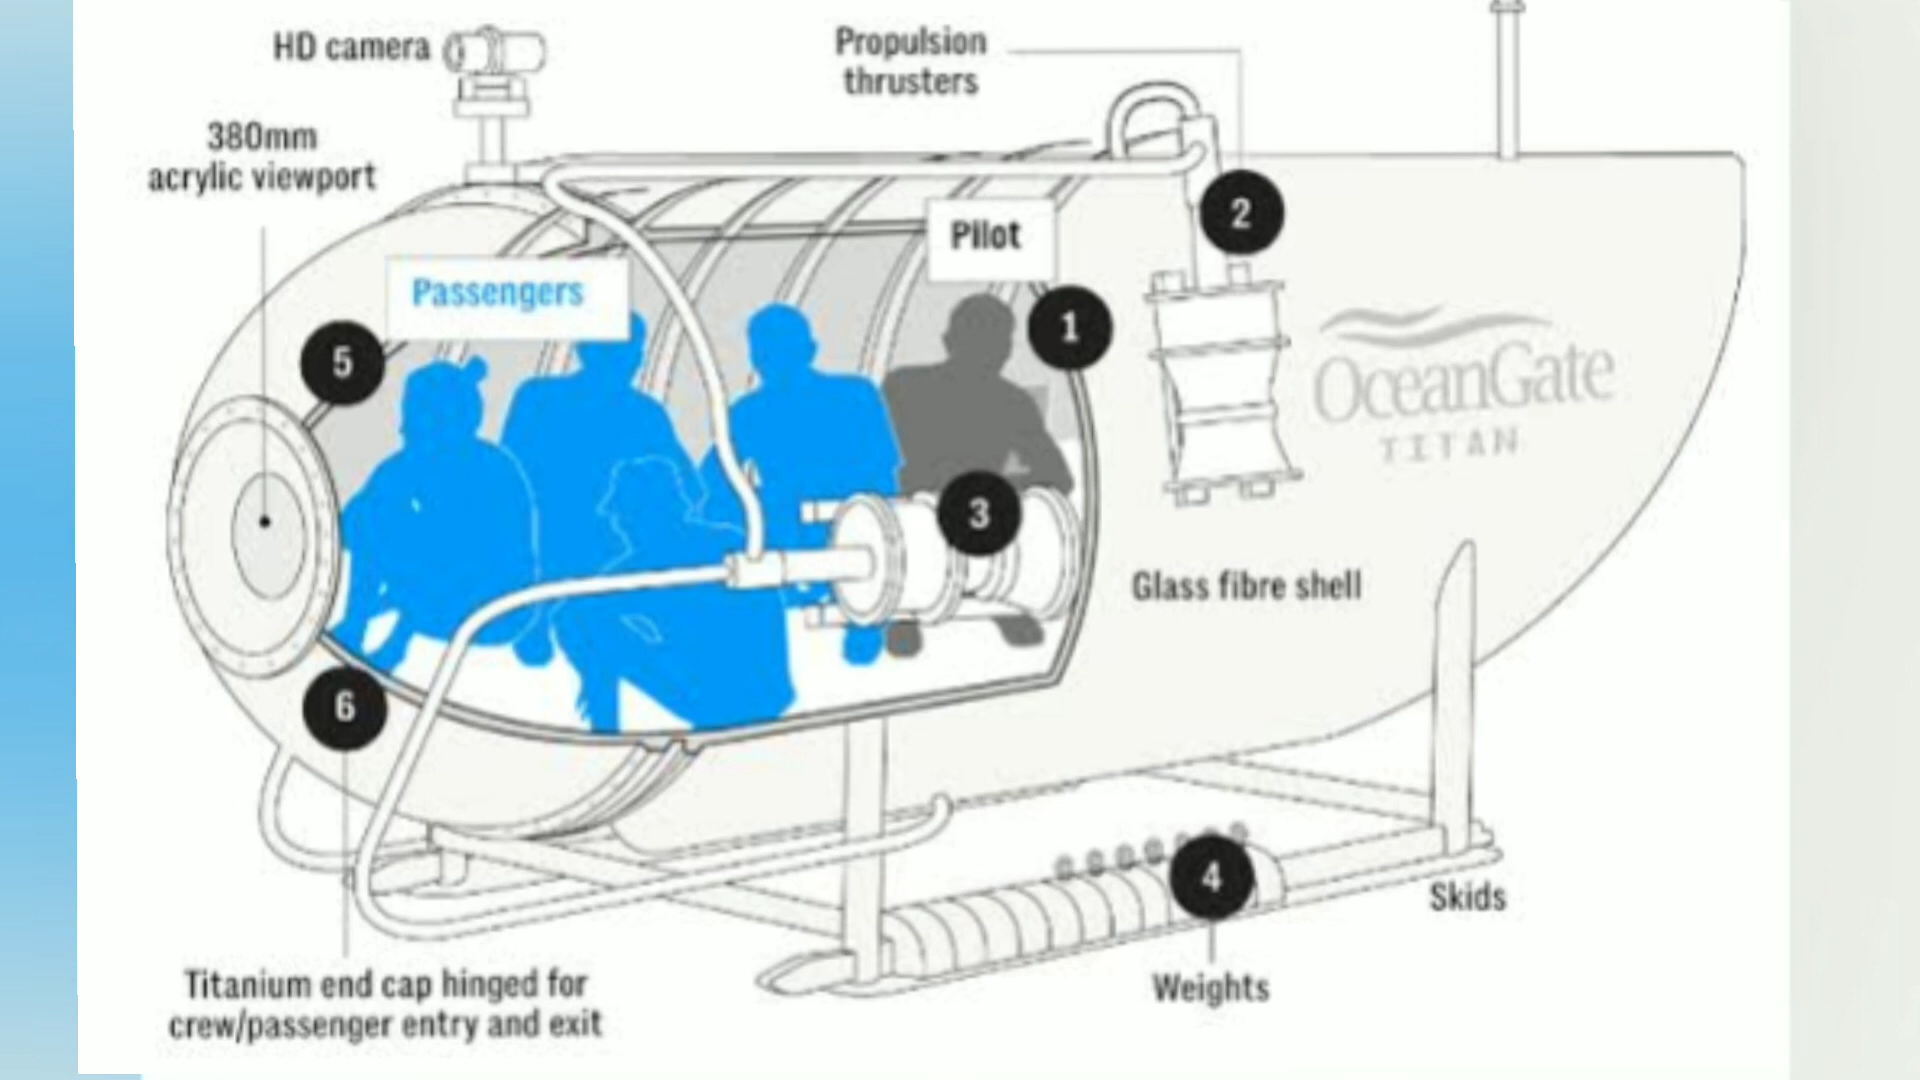 HD camera
Propulsion
thrusters
380mm
acrylic viewport
2
Pilot
Passengers
1
5
OceanGate
TITAN
3
Glass fibre shell
6
4
Skids
Weights
Titanium end cap hinged for
crew/passenger entry and exit